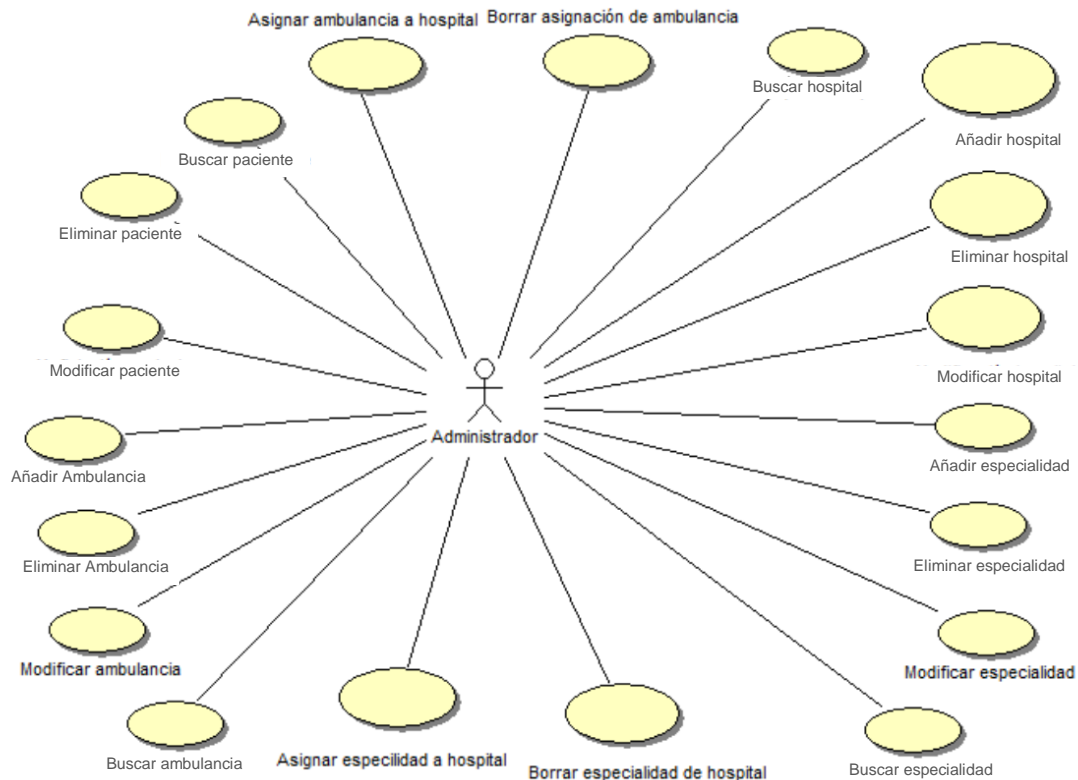 Asignar ambulancia a hospital
Borrar asignación de ambulancia
Buscar hospital
Añadir hospital
Buscar paciente
Eliminar paciente
Eliminar hospital
Modificar paciente
Modificar hospital
Administrador
Añadir Ambulancia
Añadir especialidad
Eliminar Ambulancia
Eliminar especialidad
Modificar ambulancia
Modificar especialidad
Buscar ambulancia
Asignar especilidad a hospital
Borrar especialidad de hospital
Buscar especialidad